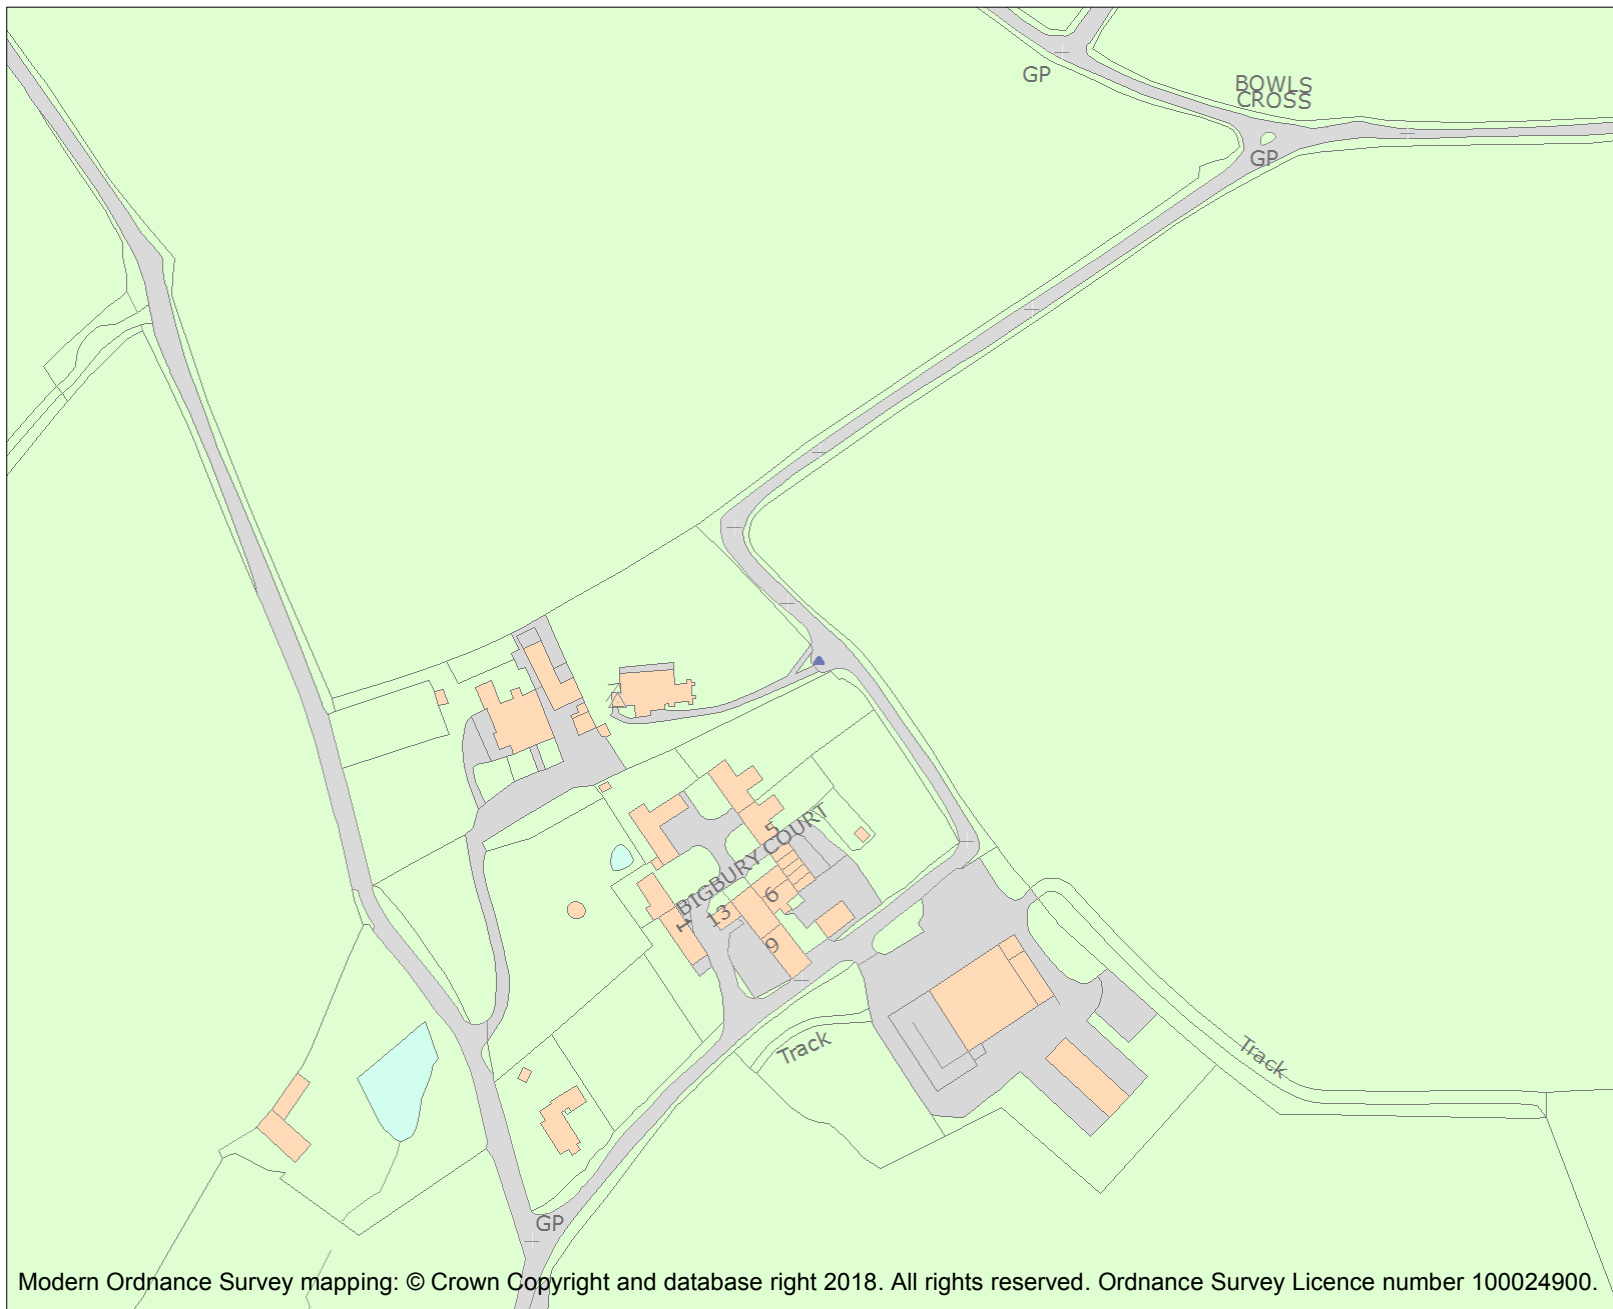 GP
BOWLS
CROSS
GP
BIGBURY COURT
5
6
13
1
9
Track
Track
GP
Modern Ordnance Survey mapping: © Crown Copyright and database right 2018. All rights reserved. Ordnance Survey Licence number 100024900.